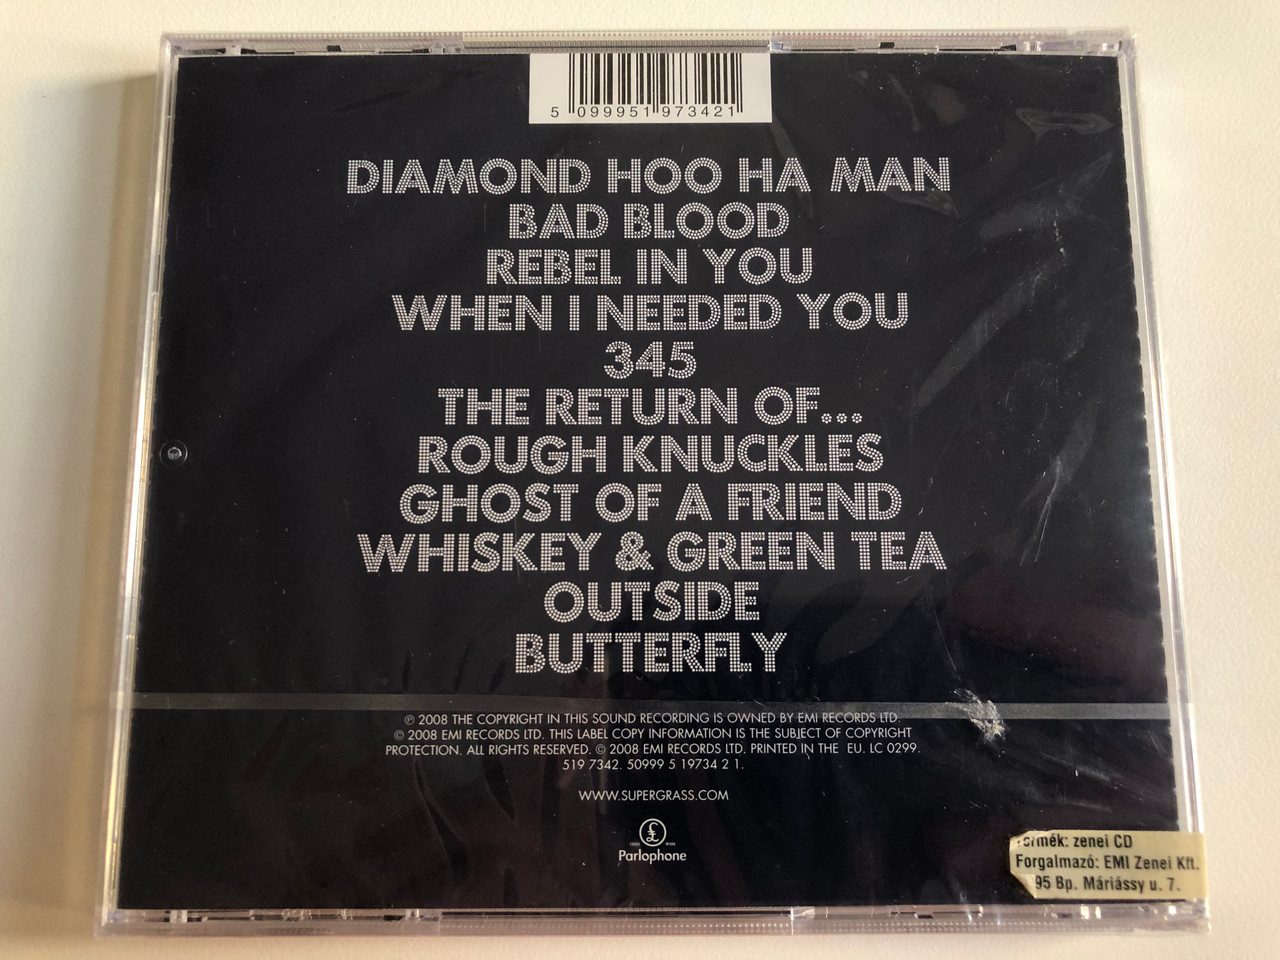 5 099951 973421
DIAMOND HOO HA MAN
BAD BLOOD
REBEL IN YOU
WHEN I NEEDED YOU
345
THE RETURN OF...
ROUGH KNUCKLES
GHOST OF A FRIEND
WHISKEY & GREEN TEA
OUTSIDE
BUTTERFLY
℗ 2008 THE COPYRIGHT IN THIS SOUND RECORDING IS OWNED BY EMI RECORDS LTD.
© 2008 EMI RECORDS LTD. THIS LABEL COPY INFORMATION IS THE SUBJECT OF COPYRIGHT
PROTECTION. ALL RIGHTS RESERVED. © 2008 EMI RECORDS LTD. PRINTED IN THE EU. LC 0299.
519 7342. 50999 5 19734 2 1.
WWW.SUPERGRASS.COM
£
Parlophone
zenei CD
Forgalmazó: EMI Zenei Kft.
95 Bp. Máriássy u. 7.